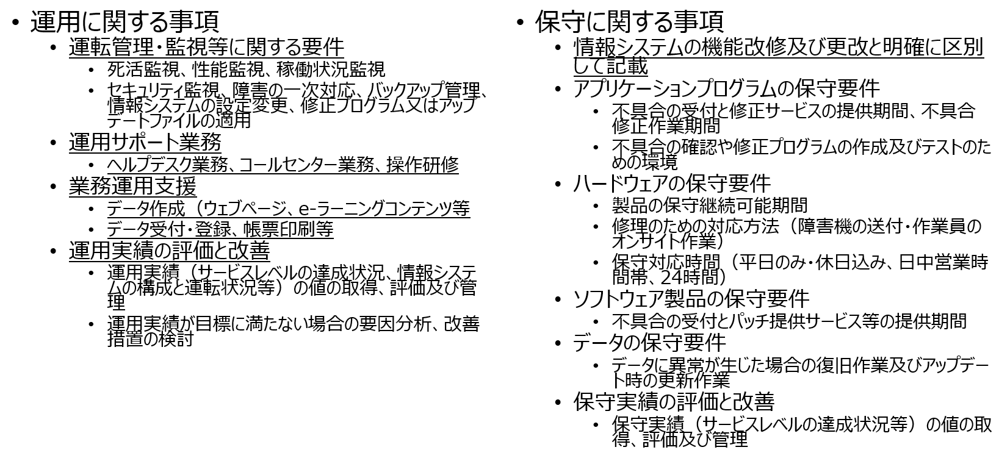 • 運用に関する事項
• 運転管理・監視等に関する要件
• 死活監視、性能監視、稼働状況監視
• セキュリティ監視、障害の一次対応、バックアップ管理、
情報システムの設定変更、修正プログラム又はアップ
デートファイルの適用
• 運用サポート業務
• ヘルプデスク業務、コールセンター業務、操作研修
• 業務運用支援
• データ作成（ウェブページ、e-ラーニングコンテンツ等
• データ受付・登録、帳票印刷等
• 運用実績の評価と改善
• 運用実績（サービスレベルの達成状況、情報システ
ムの構成と運転状況等）の値の取得、評価及び管
理
• 運用実績が目標に満たない場合の要因分析、改善
措置の検討
• 保守に関する事項
• 情報システムの機能改修及び更改と明確に区別
して記載
• アプリケーションプログラムの保守要件
• 不具合の受付と修正サービスの提供期間、不具合
修正作業期間
• 不具合の確認や修正プログラムの作成及びテストのた
めの環境
• ハードウェアの保守要件
• 製品の保守継続可能期間
• 修理のための対応方法（障害機の送付・作業員の
オンサイト作業）
• 保守対応時間（平日のみ・休日込み、日中営業時
間帯、24時間）
• ソフトウェア製品の保守要件
• 不具合の受付とパッチ提供サービス等の提供期間
• データの保守要件
• データに異常が生じた場合の復旧作業及びアップデー
ト時の更新作業
• 保守実績の評価と改善
• 保守実績（サービスレベルの達成状況等）の値の取
得、評価及び管理